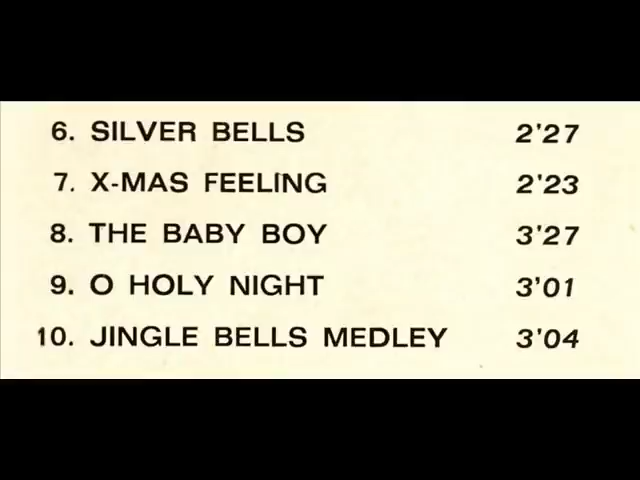 6. SILVER BELLS 2'27
7. X-MAS FEELING 2'23
8. THE BABY BOY 3'27
9. O HOLY NIGHT 3'01
10. JINGLE BELLS MEDLEY 3'04